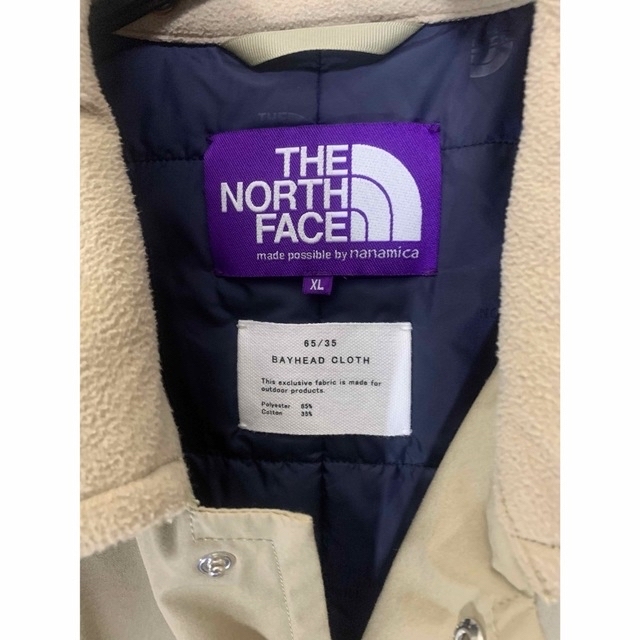 THE
THE
NORTH
FACE
made possible by nanamica
XL
65/35
BAYHEAD CLOTH
This exclusive fabric is made for
outdoor products.
Polyester 65%
Cotton 35%